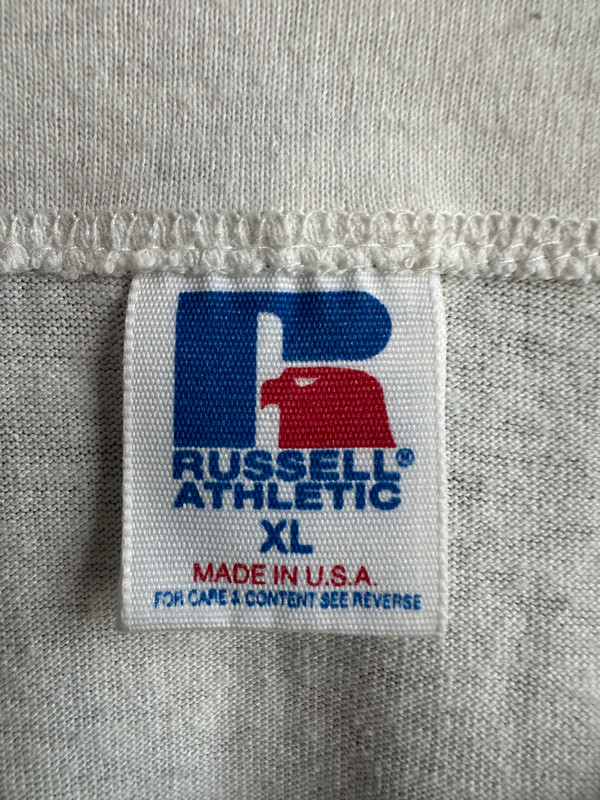 RUSSELL®
ATHLETIC
XL
MADE IN U.S.A.
FOR CARE & CONTENT SEE REVERSE